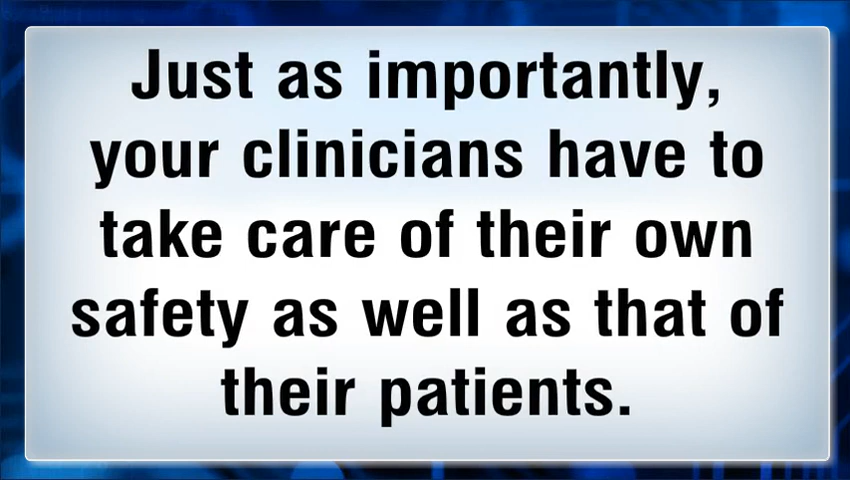 Just as importantly,
your clinicians have to
take care of their own
safety as well as that of
their patients.